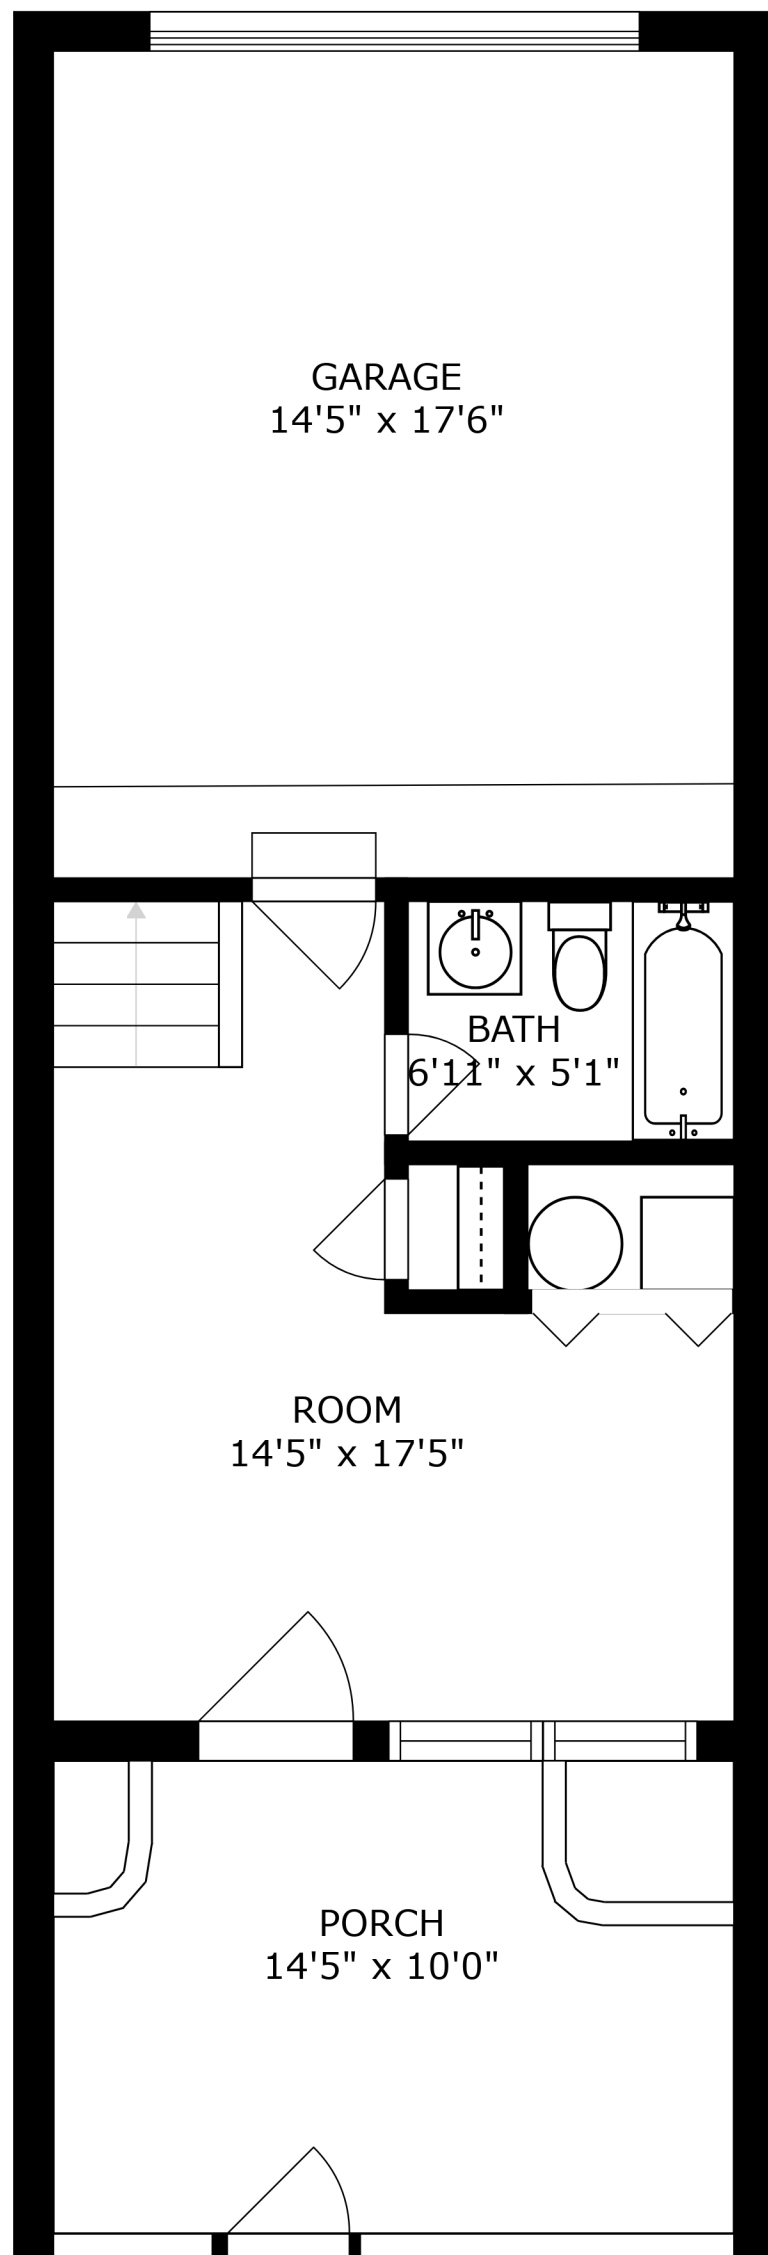 GARAGE
14'5" x 17'6"
BATH
6'11" x 5'1"
ROOM
14'5" x 17'5"
PORCH
14'5" x 10'0"